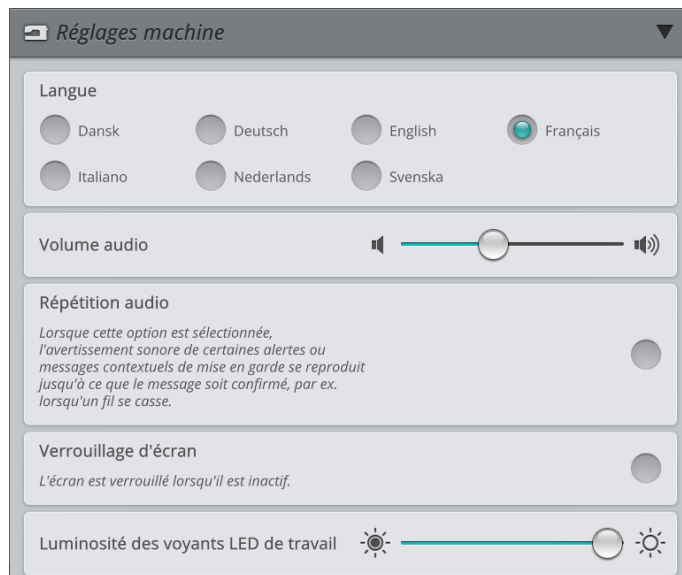 Réglages machine
Langue
Dansk Deutsch English Français
Italiano Nederlands Svenska
Volume audio
Répétition audio
Lorsque cette option est sélectionnée,
l'avertissement sonore de certaines alertes ou
messages contextuels de mise en garde se reproduit
jusqu'à ce que le message soit confirmé, par ex.
lorsqu'un fil se casse.
Verrouillage d'écran
L'écran est verrouillé lorsqu'il est inactif.
Luminosité des voyants LED de travail